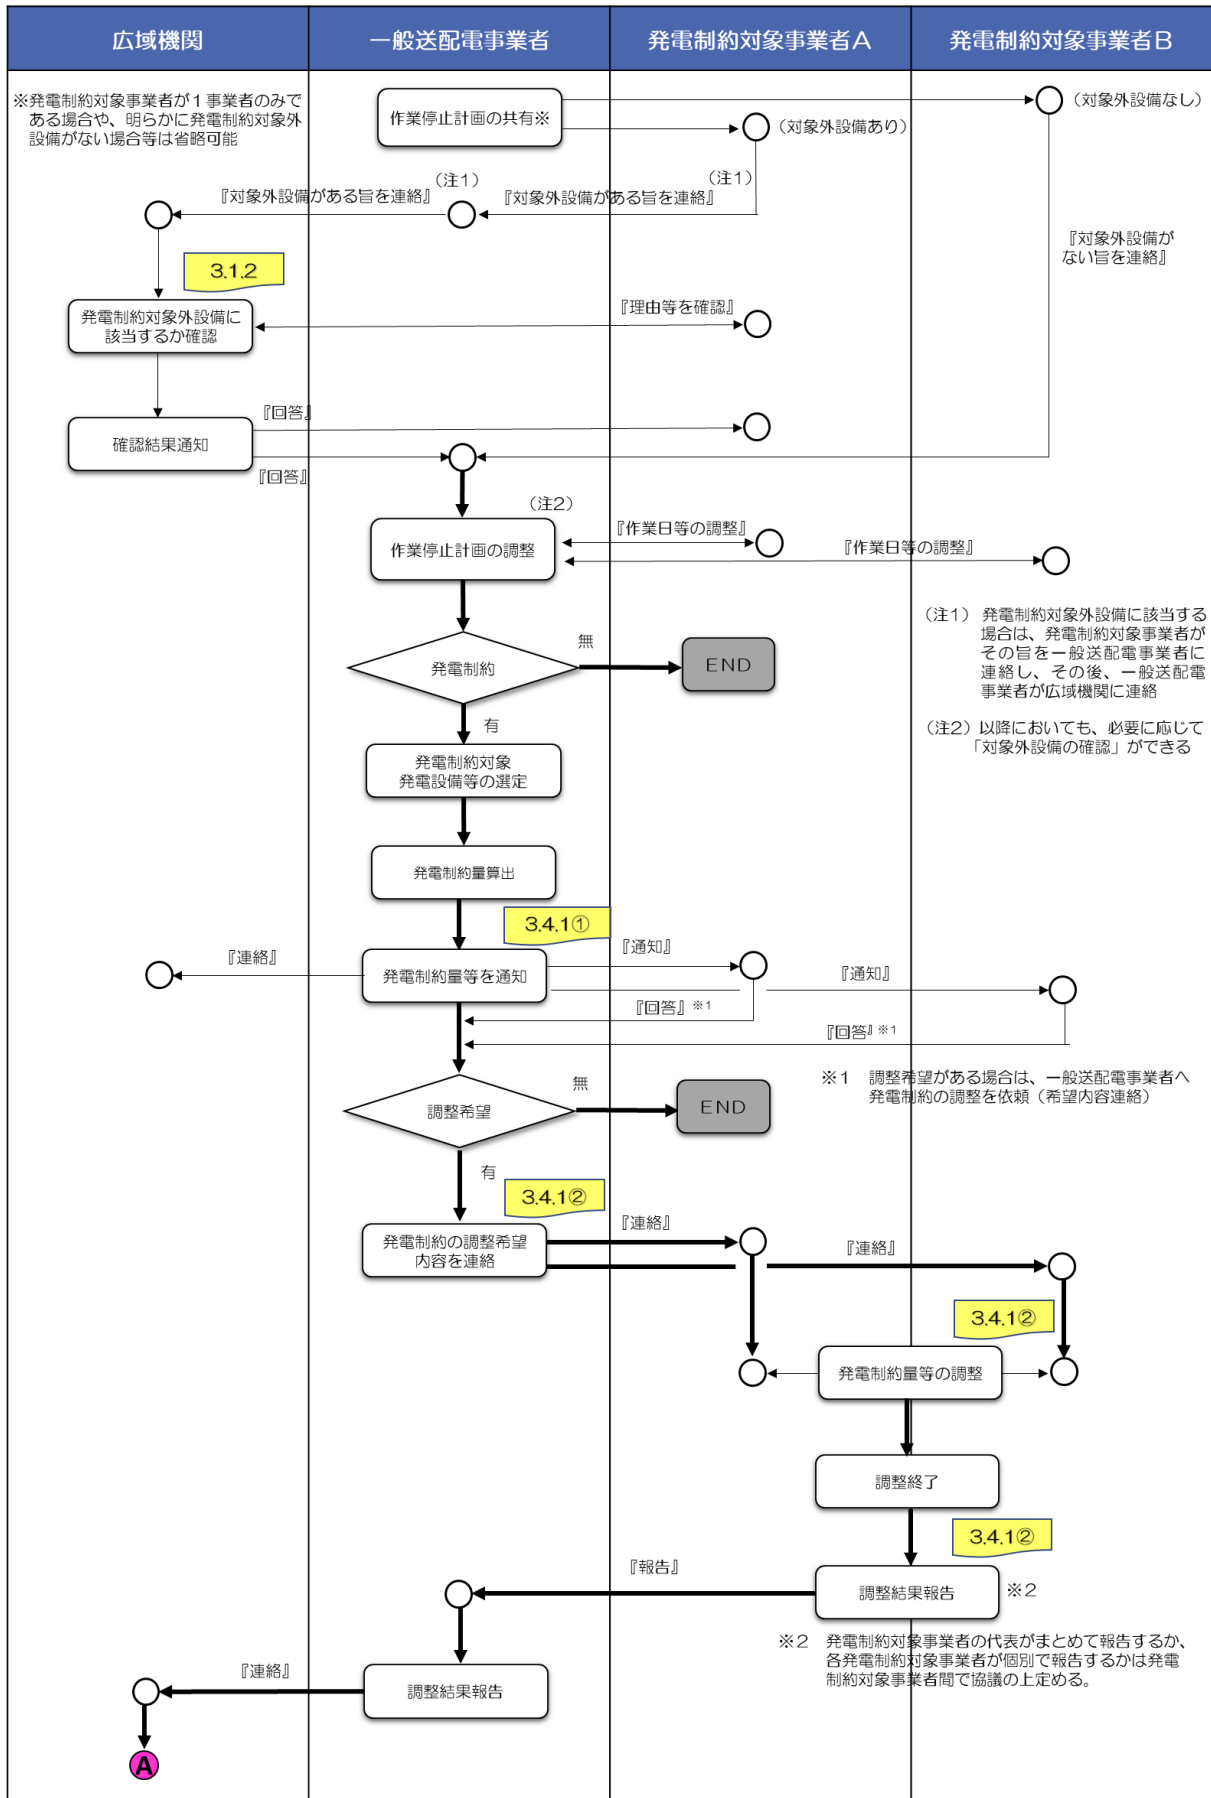 広域機関
一般送配電事業者
発電制約対象事業者A
発電制約対象事業者B
※発電制約対象事業者が１事業者のみで
ある場合や、明らかに発電制約対象外
設備がない場合等は省略可能
作業停止計画の共有※
（対象外設備なし）
（対象外設備あり）
（注1）
（注1）
『対象外設備がある旨を連絡』
『対象外設備がある旨を連絡』
『対象外設備が
ない旨を連絡』
3.1.2
発電制約対象外設備に
該当するか確認
『理由等を確認』
『回答』
確認結果通知
『回答』
（注2）
作業停止計画の調整
『作業日等の調整』
『作業日等の調整』
（注1） 発電制約対象外設備に該当する
場合は、発電制約対象事業者が
その旨を一般送配電事業者に
連絡し、その後、一般送配電
事業者が広域機関に連絡
発電制約
無
END
有
（注2）以降においても、必要に応じて
「対象外設備の確認」ができる
発電制約対象
発電設備等の選定
発電制約量算出
3.4.1①
『連絡』
発電制約量等を通知
『通知』
『通知』
『回答』※1
『回答』※1
※１ 調整希望がある場合は、一般送配電事業者へ
発電制約の調整を依頼（希望内容連絡）
調整希望
無
END
有
3.4.1②
発電制約の調整希望
内容を連絡
『連絡』
『連絡』
3.4.1②
発電制約量等の調整
調整終了
3.4.1②
『報告』
調整結果報告
※２
※２ 発電制約対象事業者の代表がまとめて報告するか、
各発電制約対象事業者が個別で報告するかは発電
制約対象事業者間で協議の上定める。
『連絡』
調整結果報告
A